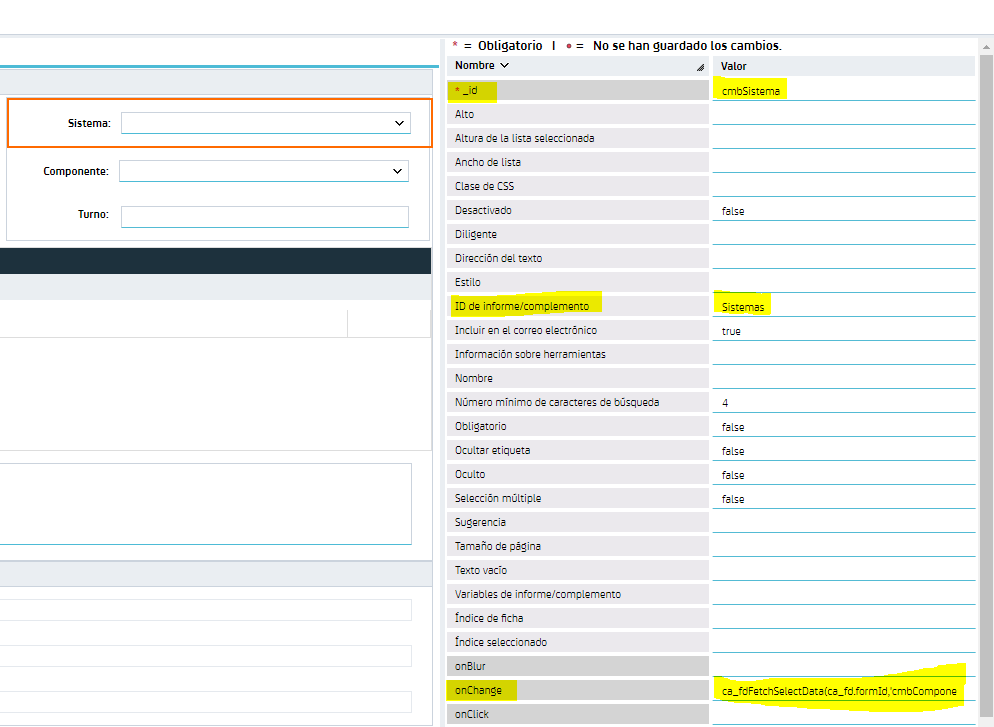 * = Obligatorio I • = No se han guardado los cambios.
Nombre Valor
* _id cmbSistema
Alto
Altura de la lista seleccionada
Ancho de lista
Clase de CSS
Desactivado false
Diligente
Dirección del texto
Estilo
ID de informe/complemento Sistemas
Incluir en el correo electrónico true
Información sobre herramientas
Nombre
Número mínimo de caracteres de búsqueda 4
Obligatorio false
Ocultar etiqueta false
Oculto false
Selección múltiple false
Sugerencia
Tamaño de página
Texto vacío
Variables de informe/complemento
Índice de ficha
Índice seleccionado
onBlur
onChange ca_fdFetchSelectData(ca_fd.formId,'cmbCompone
onClick
Sistema:
Componente:
Turno: